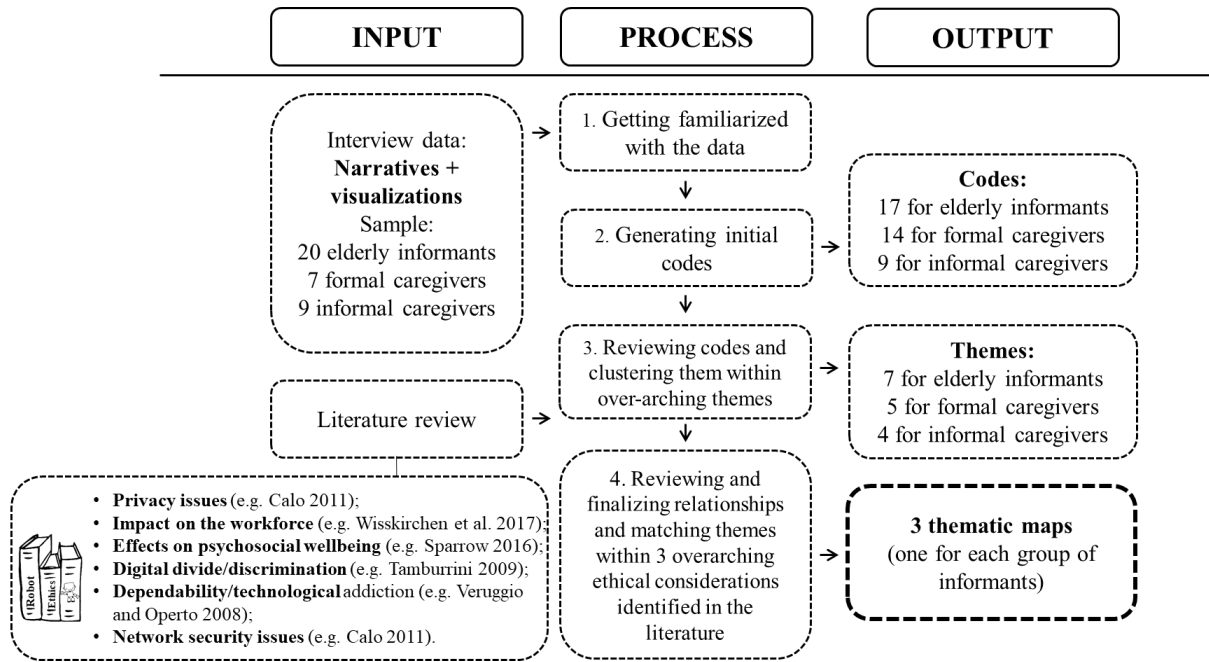 INPUT
PROCESS
OUTPUT
Interview data:
Narratives +
visualizations
Sample:
20 elderly informants
7 formal caregivers
9 informal caregivers
1. Getting familiarized
with the data
2. Generating initial
codes
Codes:
17 for elderly informants
14 for formal caregivers
9 for informal caregivers
3. Reviewing codes and
clustering them within
over-arching themes
Themes:
7 for elderly informants
5 for formal caregivers
4 for informal caregivers
Literature review
4. Reviewing and
finalizing relationships
and matching themes
within 3 overarching
ethical considerations
identified in the
literature
3 thematic maps
(one for each group of
informants)
Robot
Ethics
• Privacy issues (e.g. Calo 2011);
• Impact on the workforce (e.g. Wisskirchen et al. 2017);
• Effects on psychosocial wellbeing (e.g. Sparrow 2016);
• Digital divide/discrimination (e.g. Tamburrini 2009);
• Dependability/technological addiction (e.g. Veruggio
and Operto 2008);
• Network security issues (e.g. Calo 2011).